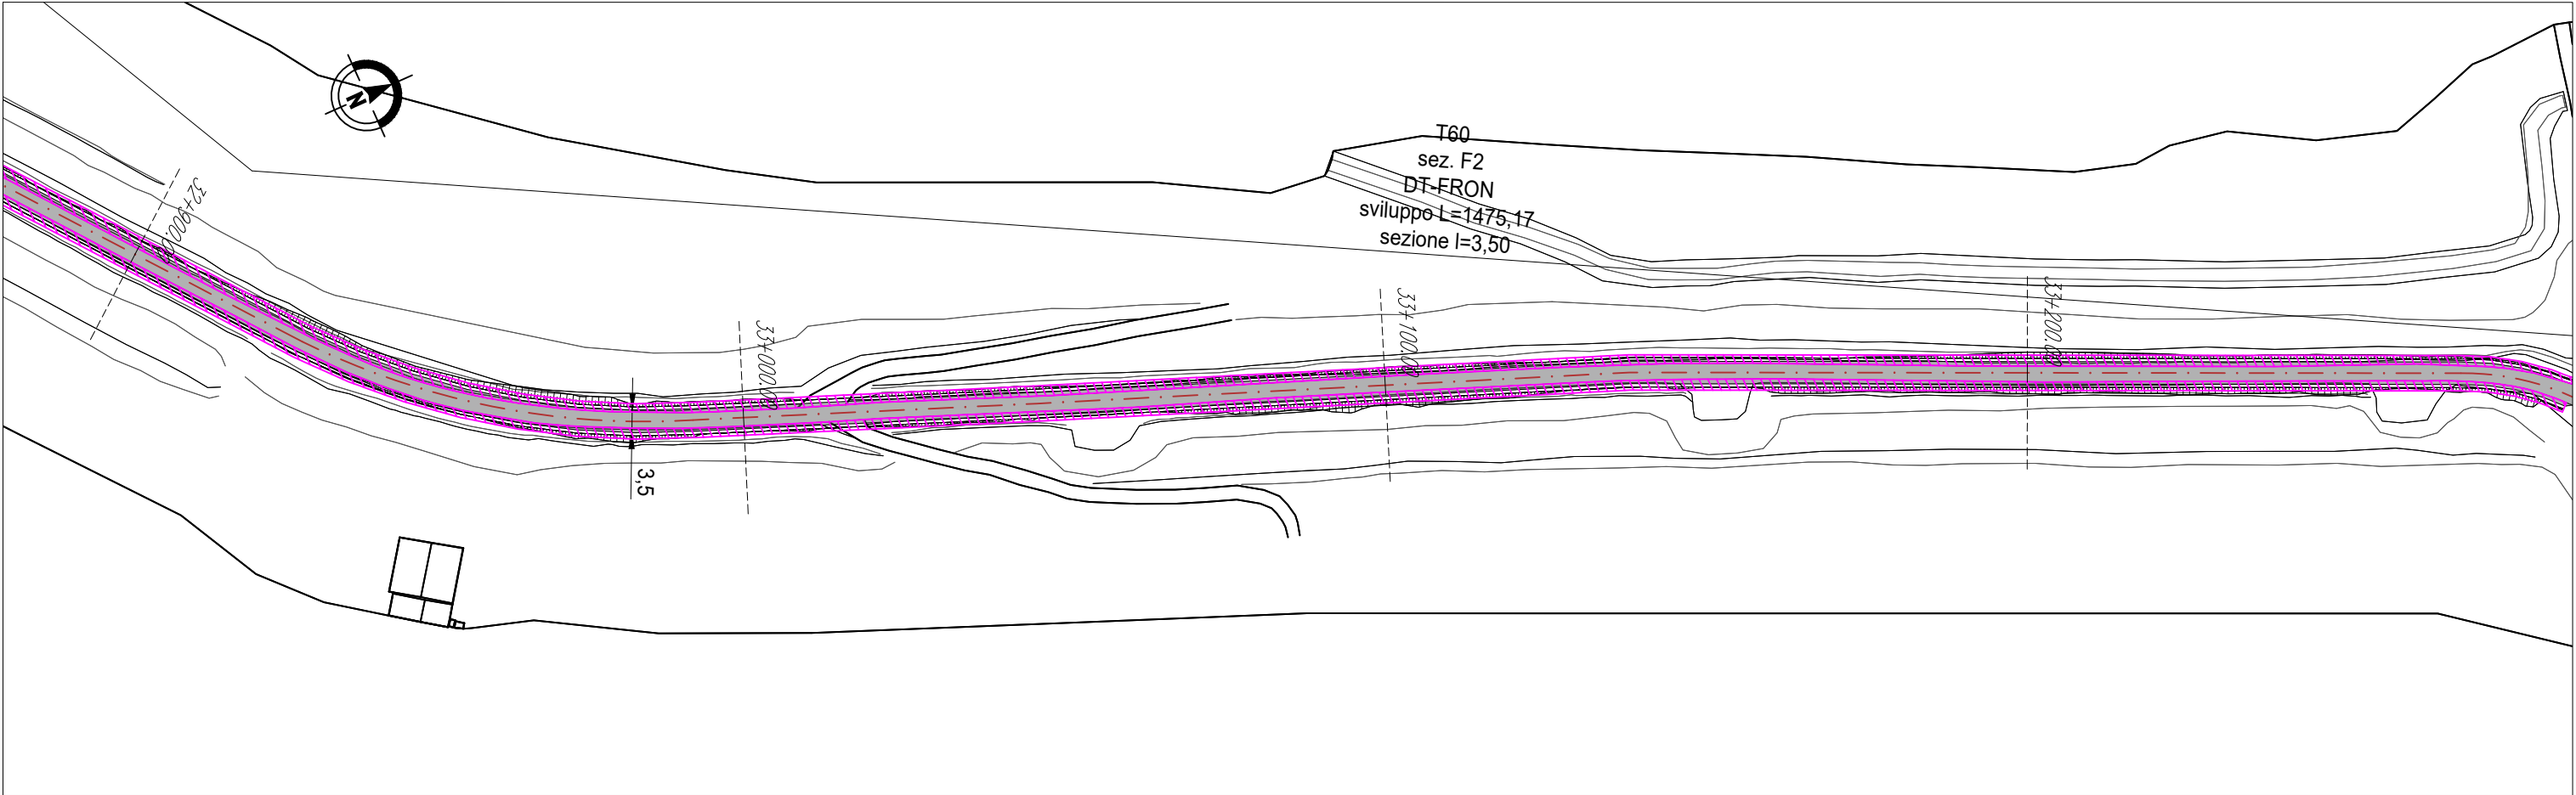 N
T60
sez. F2
DT-FRON
sviluppo L=1475,17
sezione l=3,50
32+900.00
33+000.00
33+100.00
33+200.00
3,5